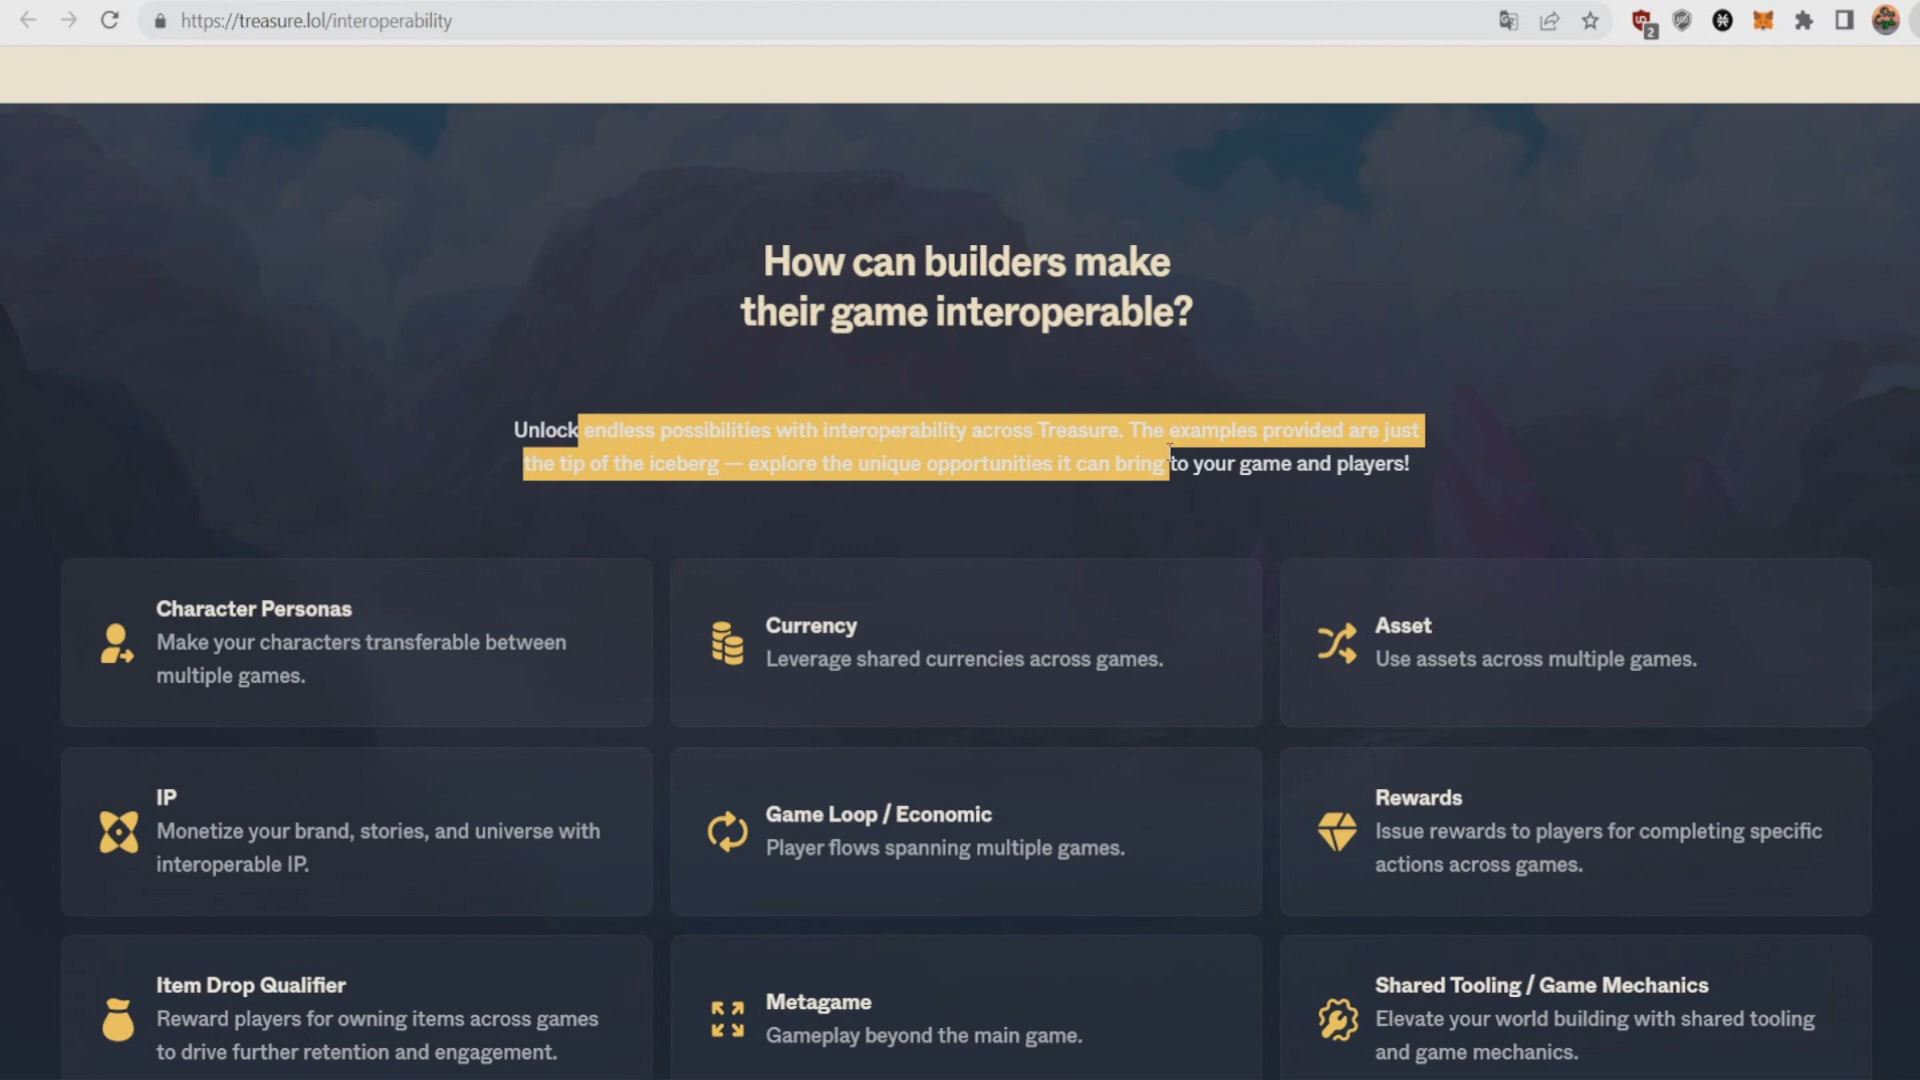 https://treasure.lol/interoperability
2
How can builders make
their game interoperable?
Unlock endless possibilities with interoperability across Treasure. The examples provided are just
the tip of the iceberg — explore the unique opportunities it can bring to your game and players!
Character Personas
Make your characters transferable between
multiple games.
Currency
Leverage shared currencies across games.
Asset
Use assets across multiple games.
IP
Monetize your brand, stories, and universe with
interoperable IP.
Game Loop / Economic
Player flows spanning multiple games.
Rewards
Issue rewards to players for completing specific
actions across games.
Item Drop Qualifier
Reward players for owning items across games
to drive further retention and engagement.
Metagame
Gameplay beyond the main game.
Shared Tooling / Game Mechanics
Elevate your world building with shared tooling
and game mechanics.